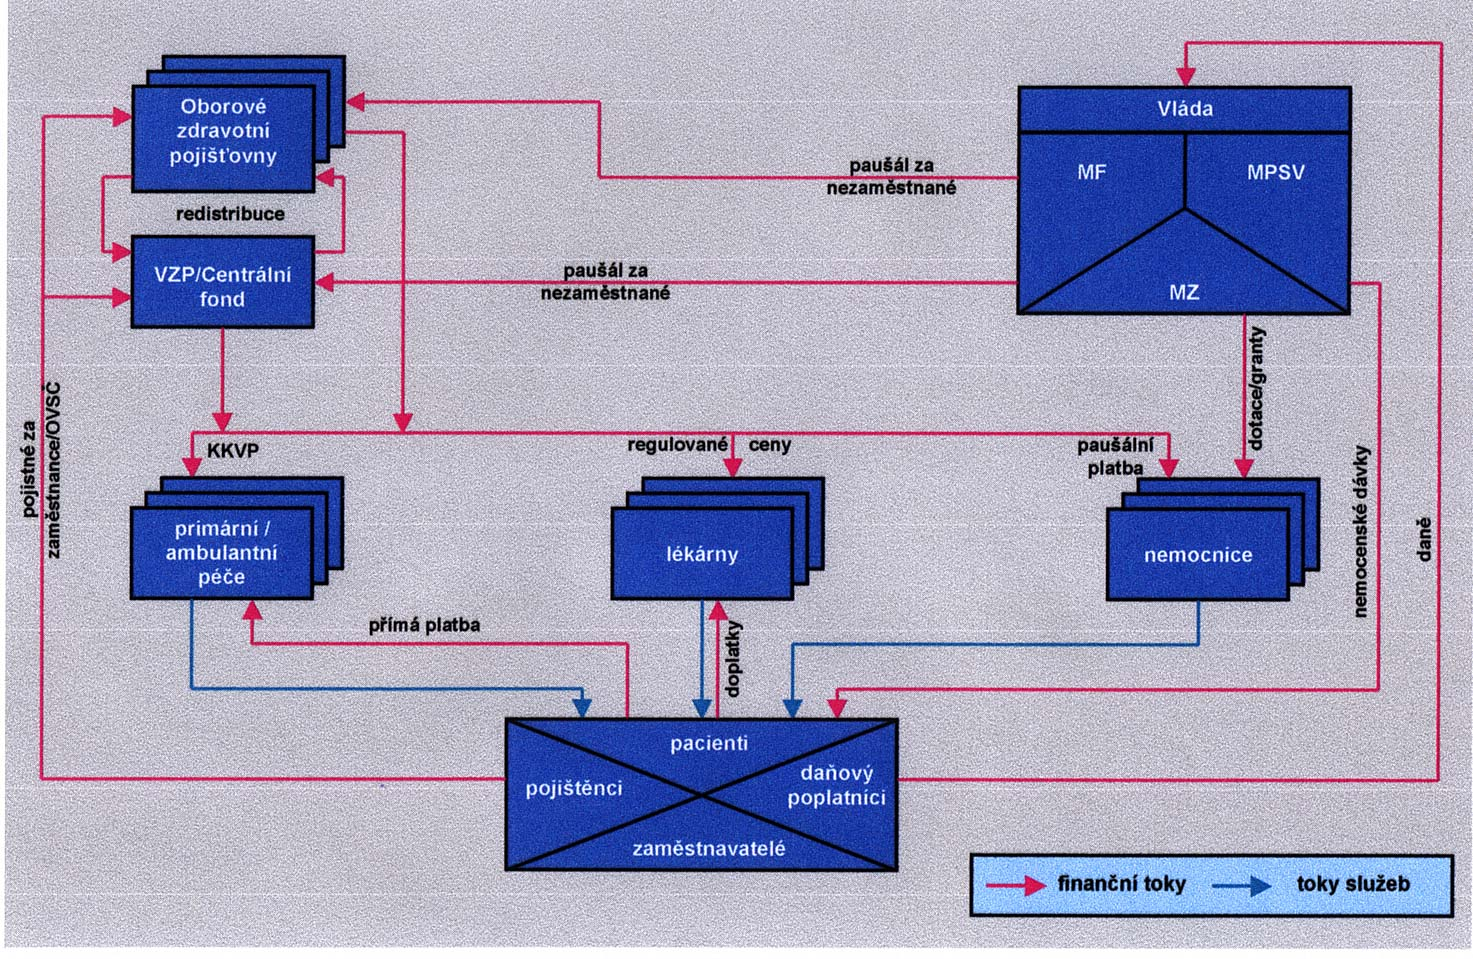 Oborové
zdravotní
pojišťovny
Vláda
MF
MPSV
MZ
paušál za
nezaměstnané
redistribuce
VZP/Centrální
fond
paušál za
nezaměstnané
pojistné za
zaměstnance/OVSČ
dotace/granty
nemocenské dávky
daně
KKVP
regulované ceny
paušální
platba
primární /
ambulantní
péče
lékárny
nemocnice
přímá platba
doplatky
pacienti
pojištěnci
daňový
poplatníci
zaměstnavatelé
finanční toky
toky služeb